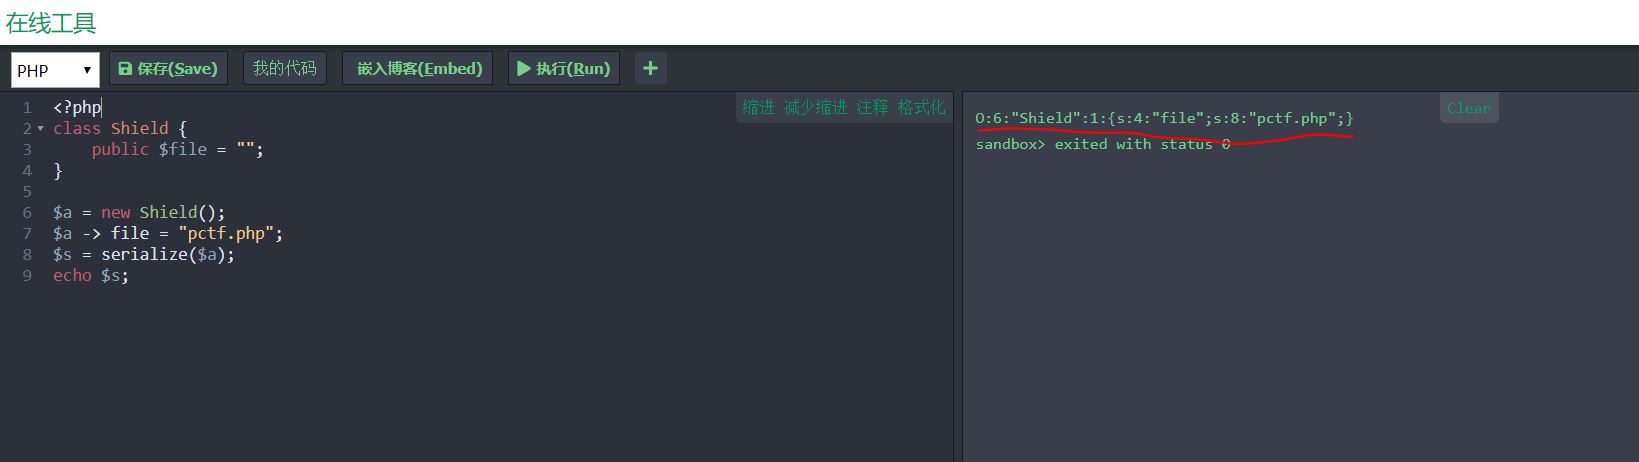 在线工具
PHP 保存(Save) 我的代码 嵌入博客(Embed) 执行(Run) +
缩进 减少缩进 注释 格式化
1 <?php
2 class Shield {
3     public $file = "";
4 }
5
6 $a = new Shield();
7 $a -> file = "pctf.php";
8 $s = serialize($a);
9 echo $s;
Clear
O:6:"Shield":1:{s:4:"file";s:8:"pctf.php";}
sandbox> exited with status 0